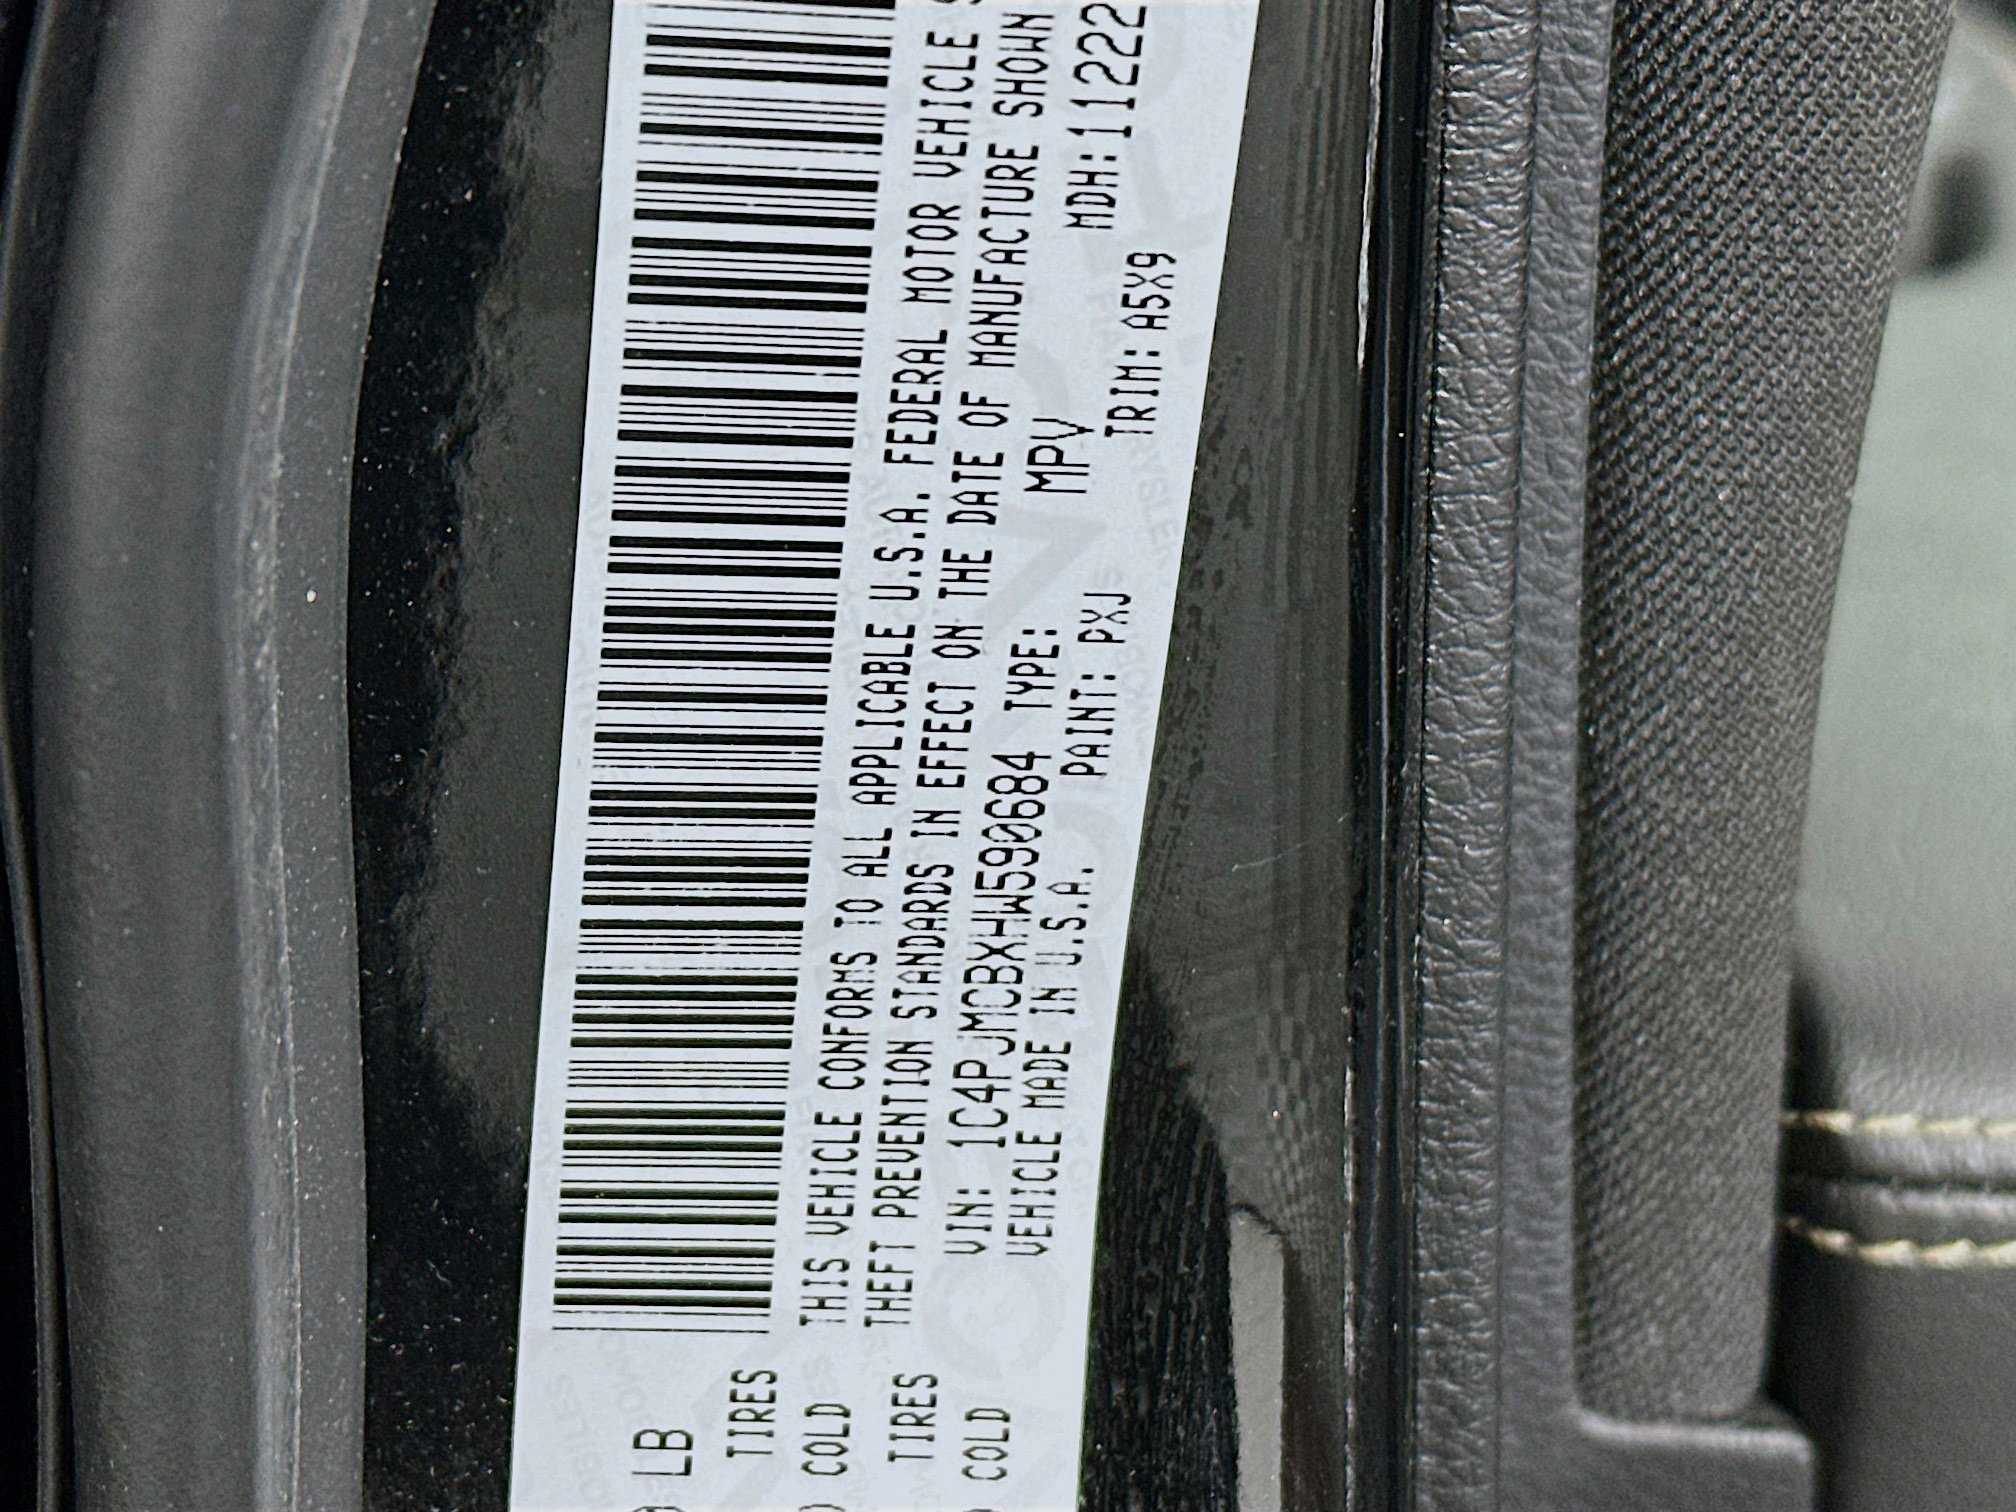 LB
TIRES
COLD
TIRES
COLD
THIS VEHICLE CONFORMS TO ALL APPLICABLE U.S.A. FEDERAL MOTOR VEHICLE
THEFT PREVENTION STANDARDS IN EFFECT ON THE DATE OF MANUFACTURE SHOWN
VIN: 1C4PJMCBXHW590684 TYPE: MPV MDH:11222
VEHICLE MADE IN U.S.A. PAINT: PXJ TRIM: A5X9